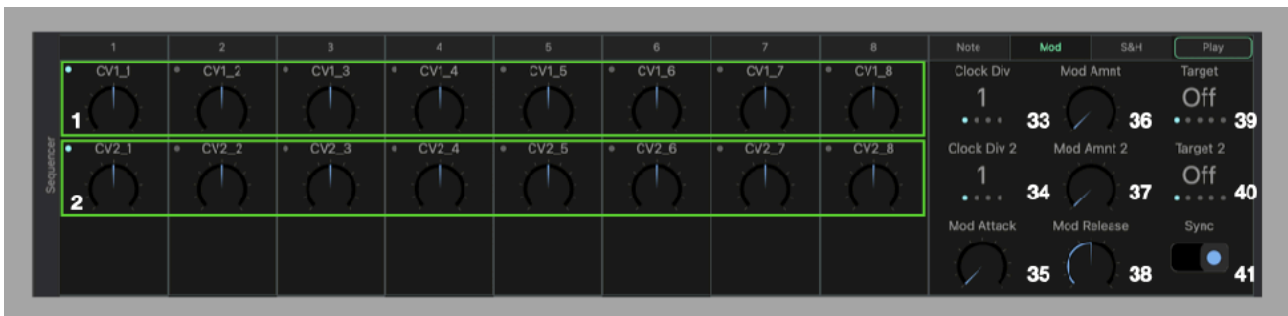 1 2 3 4 5 6 7 8 Note Mod S&H Play
CV1_1 CV1_2 CV1_3 CV1_4 CV1_5 CV1_6 CV1_7 CV1_8 Clock Div Mod Amnt Target
1 Off
1 33 36 39
CV2_1 CV2_2 CV2_3 CV2_4 CV2_5 CV2_6 CV2_7 CV2_8 Clock Div 2 Mod Amnt 2 Target 2
Sequencer
1 Off
2 34 37 40
Mod Attack Mod Release Sync
35 38 41